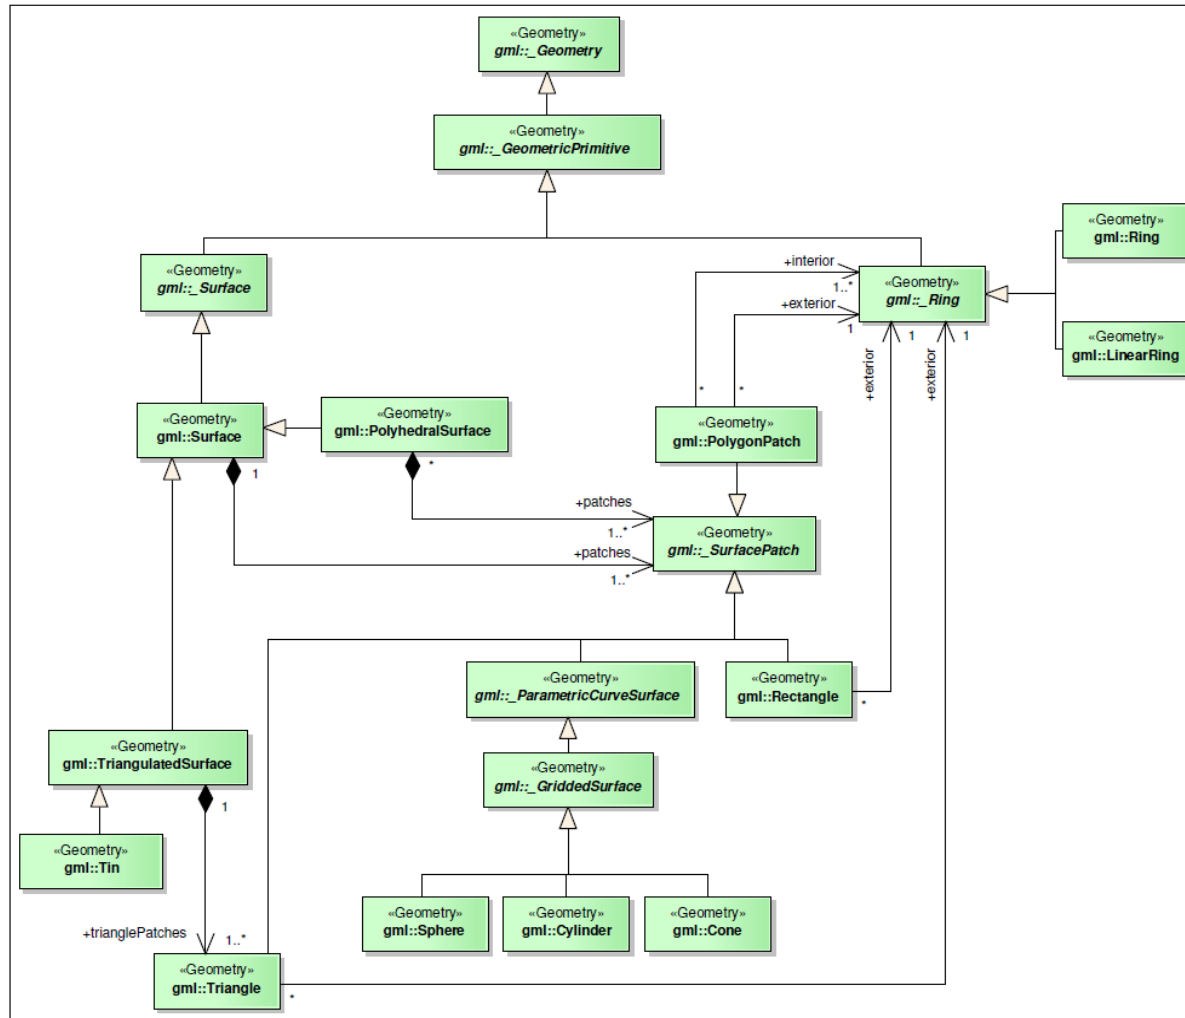 «Geometry»
gml::_Geometry
«Geometry»
gml::_GeometricPrimitive
«Geometry»
gml::Ring
«Geometry»
gml::_Surface
+interior
1..*
«Geometry»
gml::_Ring
+exterior
1
1
1
+exterior
+exterior
«Geometry»
gml::LinearRing
*
*
«Geometry»
gml::Surface
1
«Geometry»
gml::PolyhedralSurface
*
«Geometry»
gml::PolygonPatch
+patches
1..*
+patches
1..*
«Geometry»
gml::_SurfacePatch
«Geometry»
gml::_ParametricCurveSurface
«Geometry»
gml::Rectangle
*
«Geometry»
gml::TriangulatedSurface
1
«Geometry»
gml::_GriddedSurface
«Geometry»
gml::Tin
«Geometry»
gml::Sphere
«Geometry»
gml::Cylinder
«Geometry»
gml::Cone
+trianglePatches
1..*
«Geometry»
gml::Triangle
*